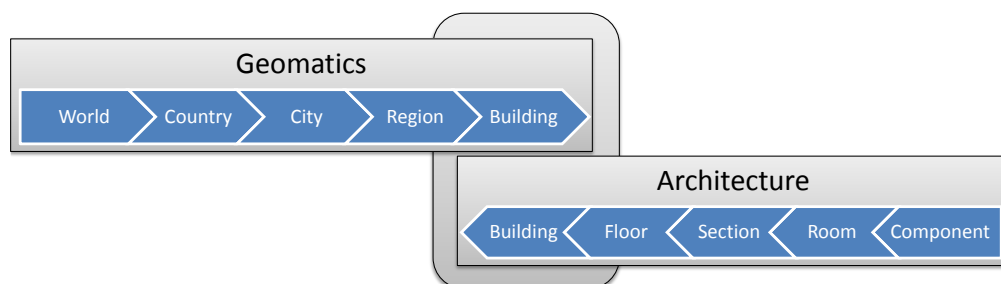 Geomatics
World Country City Region Building
Architecture
Building Floor Section Room Component